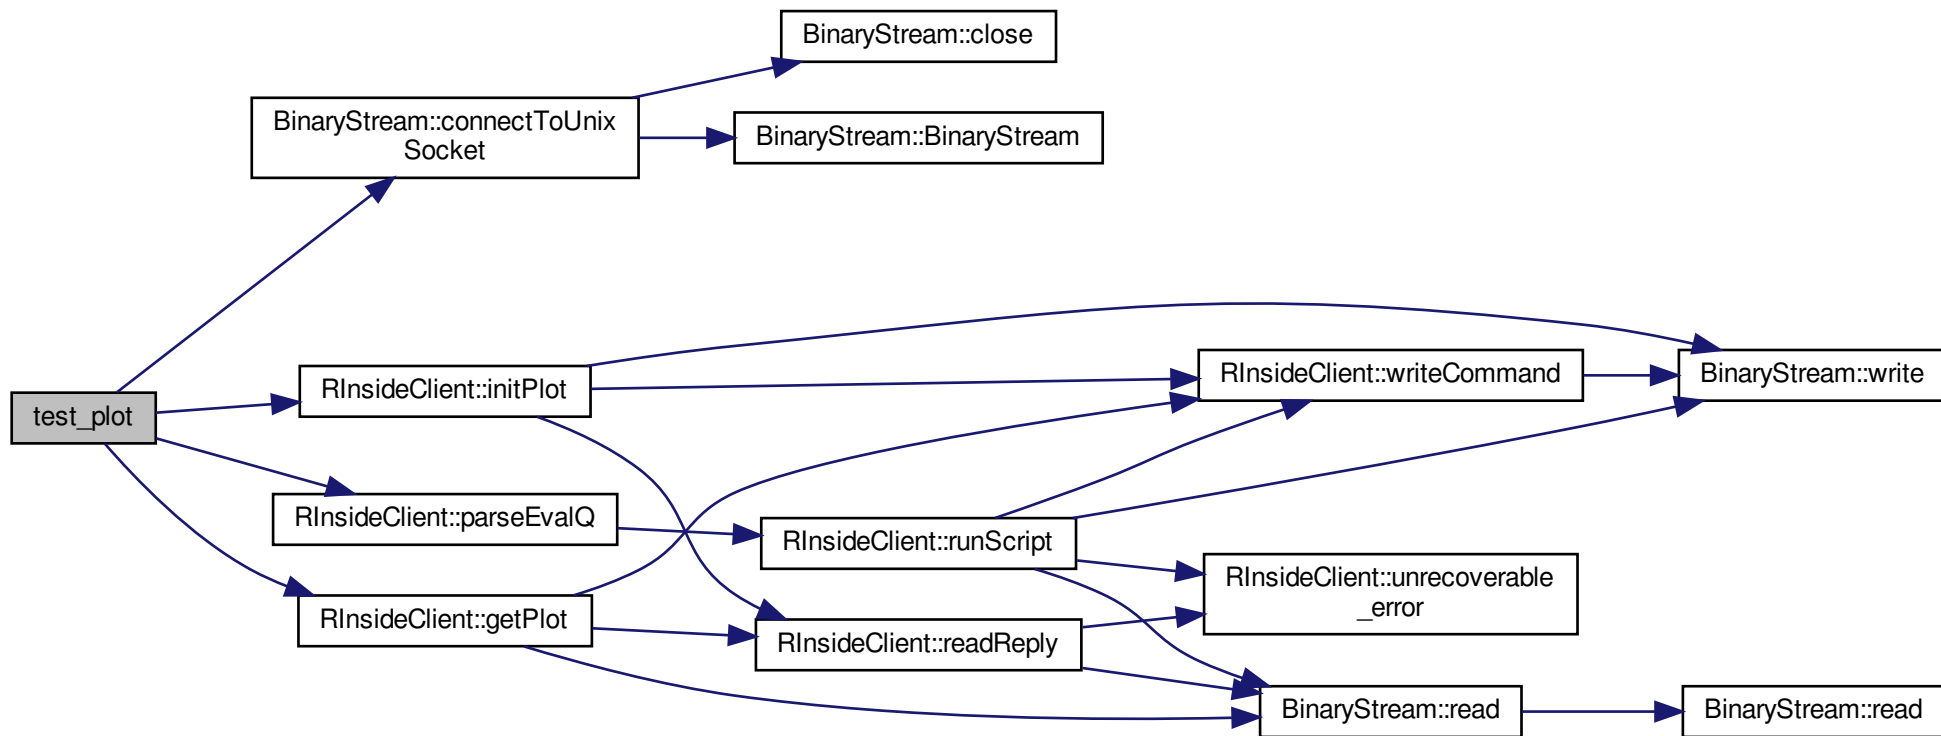 BinaryStream::close
BinaryStream::connectToUnix
Socket
BinaryStream::BinaryStream
test_plot
RInsideClient::initPlot
RInsideClient::writeCommand
BinaryStream::write
RInsideClient::parseEvalQ
RInsideClient::runScript
RInsideClient::unrecoverable
_error
RInsideClient::getPlot
RInsideClient::readReply
BinaryStream::read
BinaryStream::read